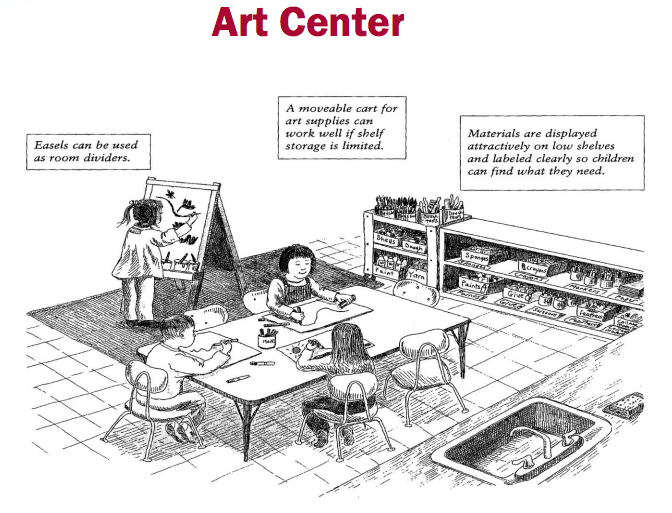 Art Center
A moveable cart for
art supplies can
work well if shelf
storage is limited.
Easels can be used
as room dividers.
Materials are displayed
attractively on low shelves
and labeled clearly so children
can find what they need.
Dough
Sponges
Crayons
Paint
Yarn
Paints
Glue